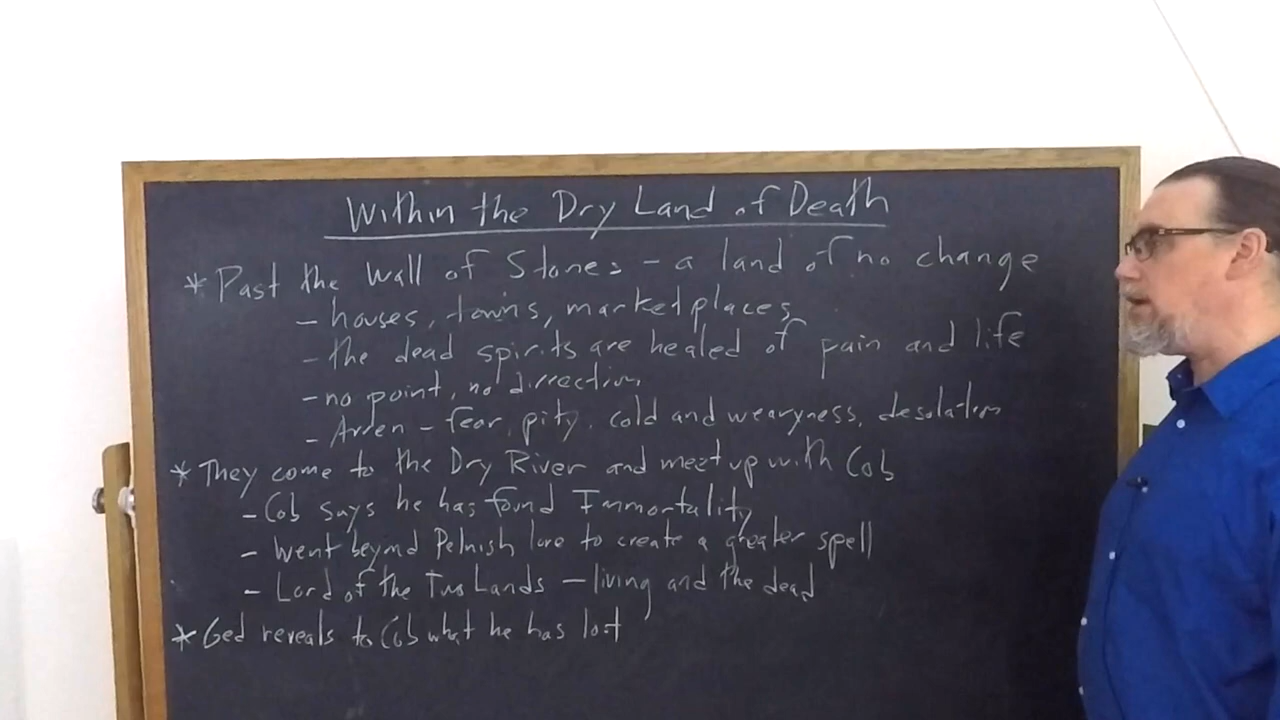 Within the Dry Land of Death
* Past the Wall of Stones - a land of no change
- houses, towns, marketplaces
- the dead spirits are healed of pain and life
- no point, no direction
- Arren - fear, pity, cold and wearyness, desolation
* They come to the Dry River and meet up with Cob
- Cob says he has found Immortality
- Went beyond Pelnish lore to create a greater spell
- Lord of the Two Lands - living and the dead
* Ged reveals to Cob what he has lost